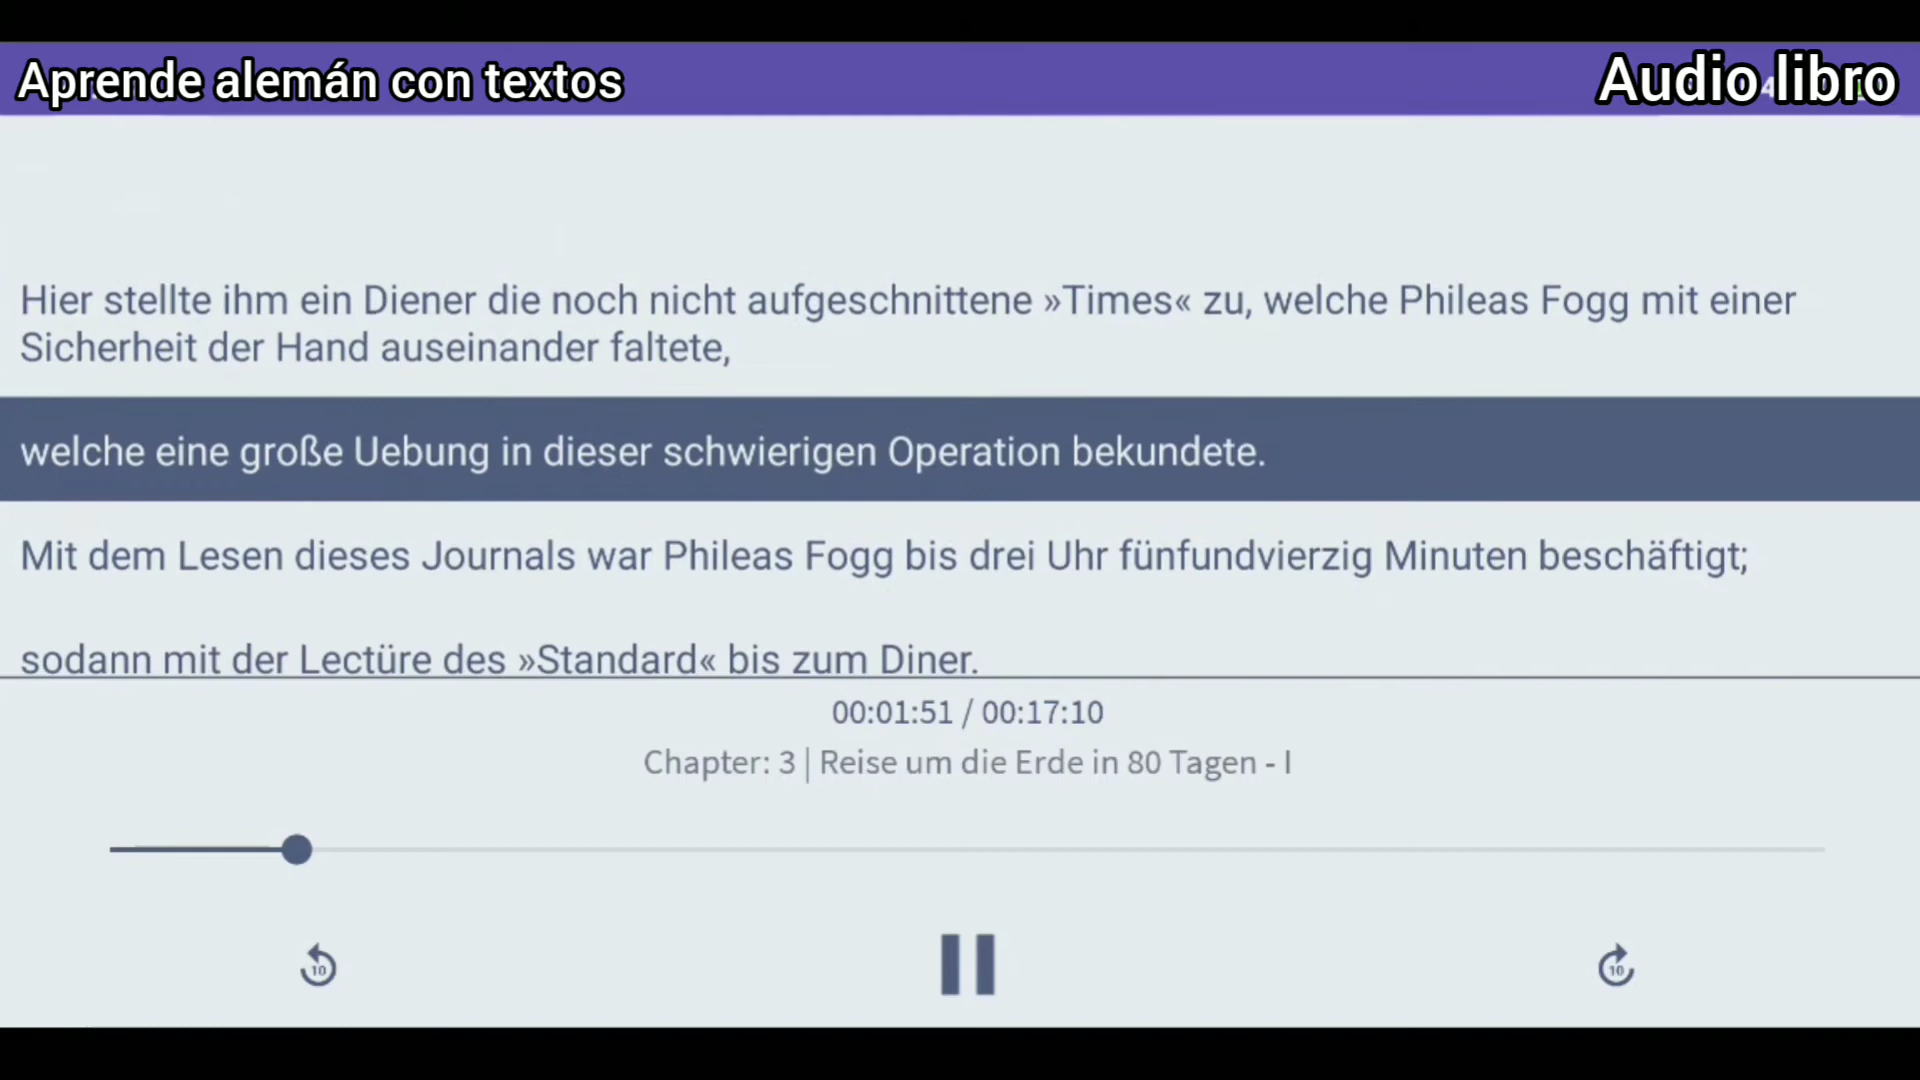 Aprende alemán con textos
Audio libro
Hier stellte ihm ein Diener die noch nicht aufgeschnittene »Times« zu, welche Phileas Fogg mit einer
Sicherheit der Hand auseinander faltete,
welche eine große Uebung in dieser schwierigen Operation bekundete.
Mit dem Lesen dieses Journals war Phileas Fogg bis drei Uhr fünfundvierzig Minuten beschäftigt;
sodann mit der Lectüre des »Standard« bis zum Diner.
00:01:51 / 00:17:10
Chapter: 3 | Reise um die Erde in 80 Tagen - I
10
10